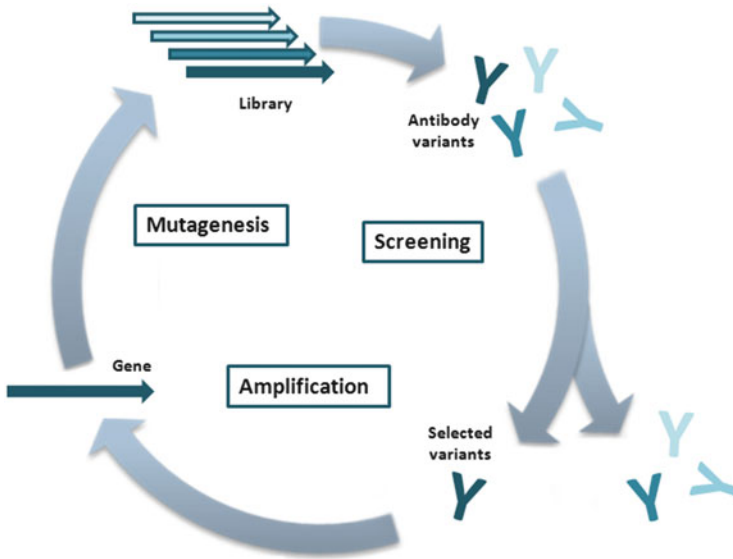 Library
Antibody
variants
Mutagenesis
Screening
Gene
Amplification
Selected
variants